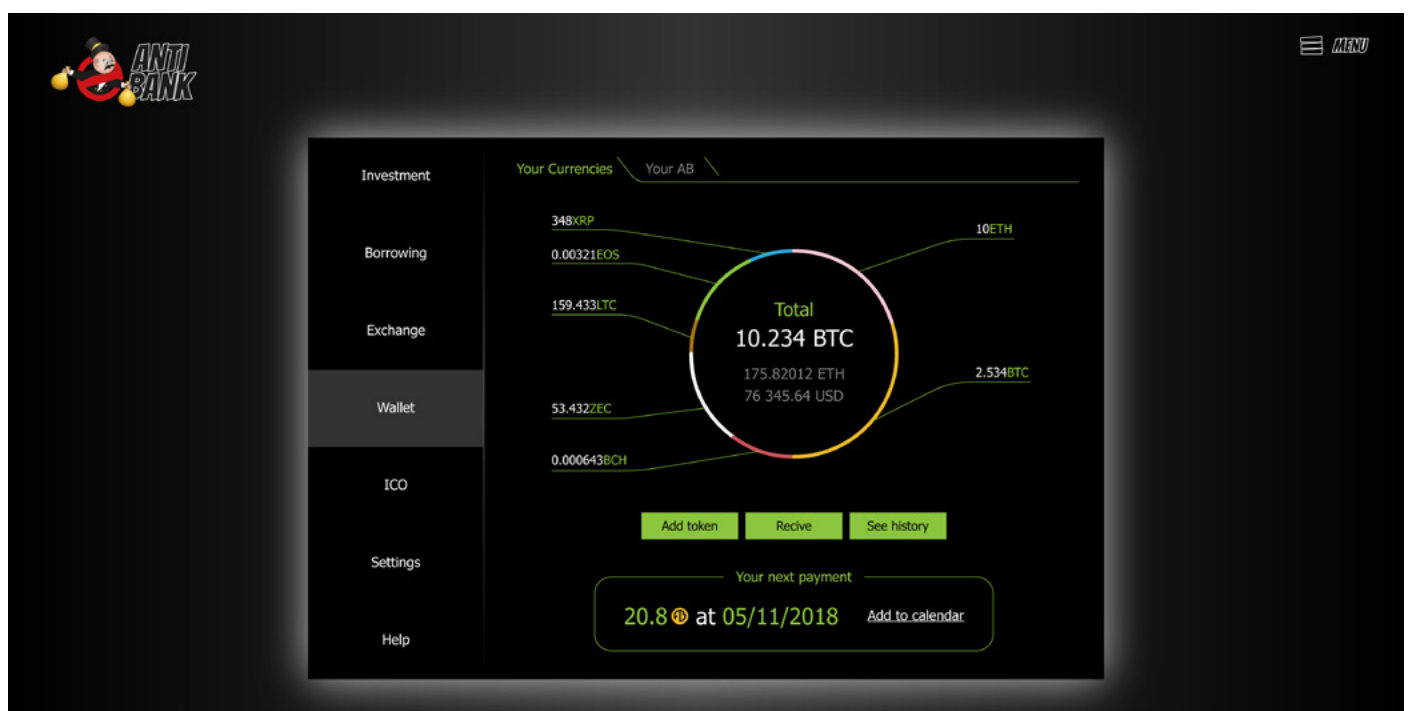 ANTI
BANK
MENU
Investment
Borrowing
Exchange
Wallet
ICO
Settings
Help
Your Currencies
Your AB
348XRP
0.00321EOS
159.433LTC
53.432ZEC
0.000643BCH
10ETH
2.534BTC
Total
10.234 BTC
175.82012 ETH
76 345.64 USD
Add token
Recive
See history
Your next payment
20.8 at 05/11/2018
Add to calendar